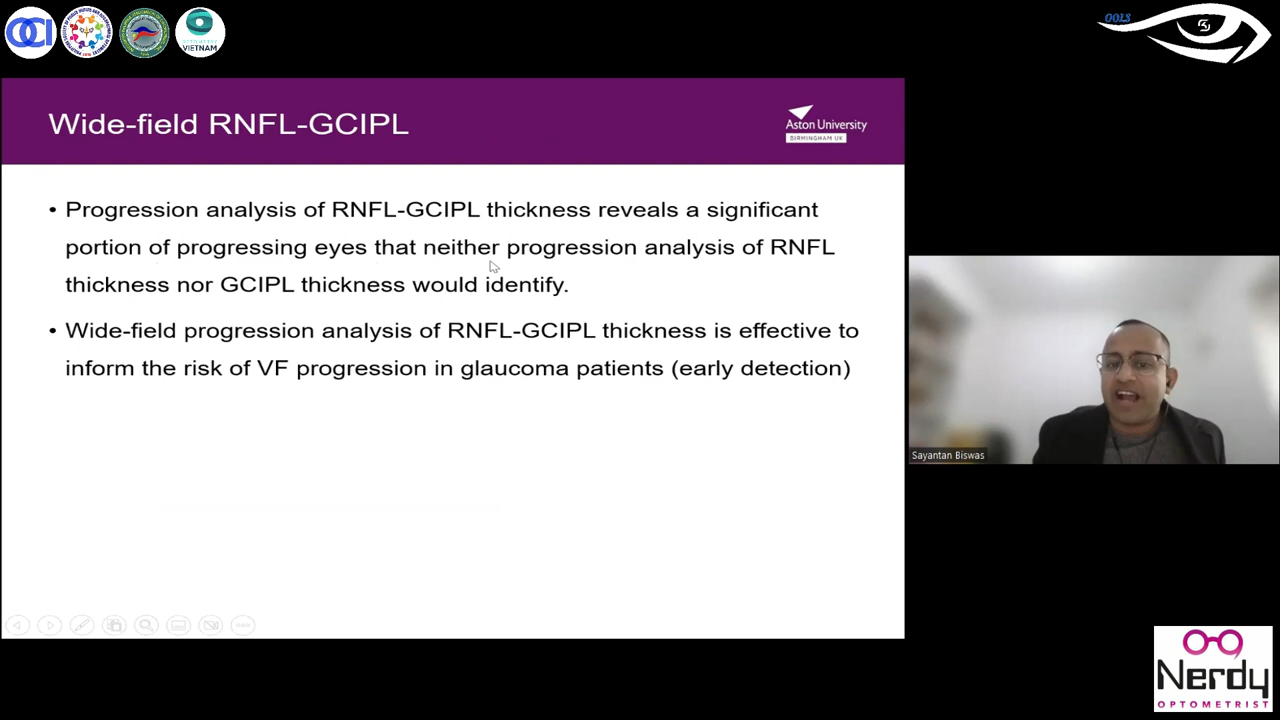 OCI
VIETNAM
OOLS
Wide-field RNFL-GCIPL
Aston University
BIRMINGHAM UK
• Progression analysis of RNFL-GCIPL thickness reveals a significant
portion of progressing eyes that neither progression analysis of RNFL
thickness nor GCIPL thickness would identify.
• Wide-field progression analysis of RNFL-GCIPL thickness is effective to
inform the risk of VF progression in glaucoma patients (early detection)
Sayantan Biswas
Nerdy
OPTOMETRIST